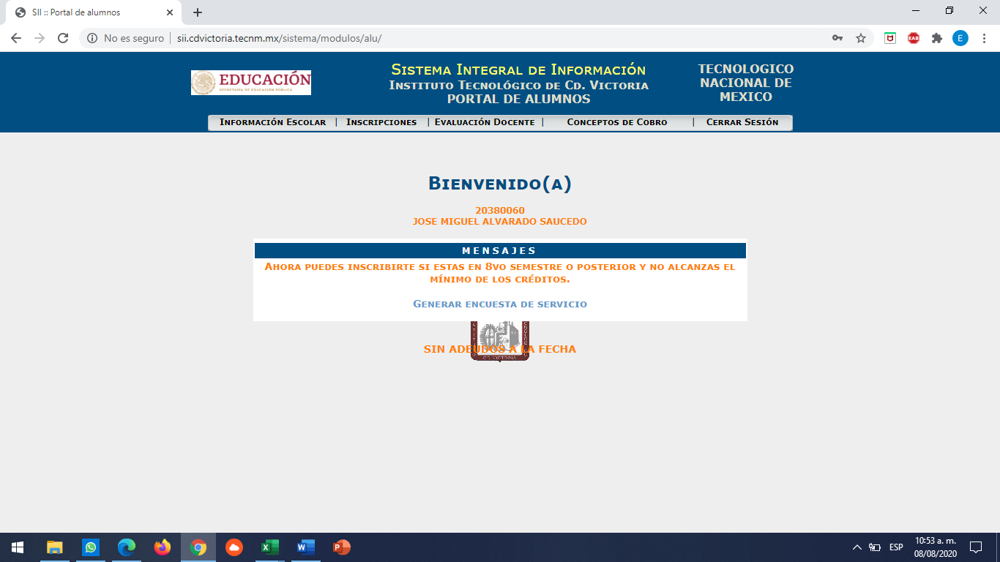 SII :: Portal de alumnos
No es seguro | sii.cdvictoria.tecnm.mx/sistema/modulos/alu/
E
EDUCACIÓN
SECRETARÍA DE EDUCACIÓN PÚBLICA
Sistema Integral de Información
Instituto Tecnológico de Cd. Victoria
PORTAL DE ALUMNOS
TECNOLOGICO
NACIONAL DE
MEXICO
Información Escolar | Inscripciones | Evaluación Docente | Conceptos de Cobro | Cerrar Sesión
Bienvenido(a)
20380060
JOSE MIGUEL ALVARADO SAUCEDO
MENSAJES
Ahora puedes inscribirte si estas en 8vo semestre o posterior y no alcanzas el
mínimo de los créditos.
Generar encuesta de servicio
SIN ADEUDOS A LA FECHA
CD VICTORIA
ESP
10:53 a. m.
08/08/2020